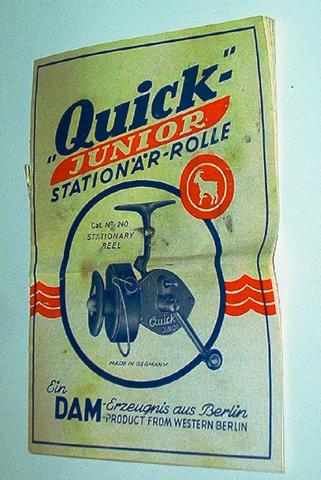 „Quick-"
JUNIOR
STATIONÄR-ROLLE
Cat. Nº 240
STATIONARY
REEL
Quick
JUNIOR
MADE IN GERMANY
Ein
DAM-Erzeugnis aus Berlin
-PRODUCT FROM WESTERN BERLIN